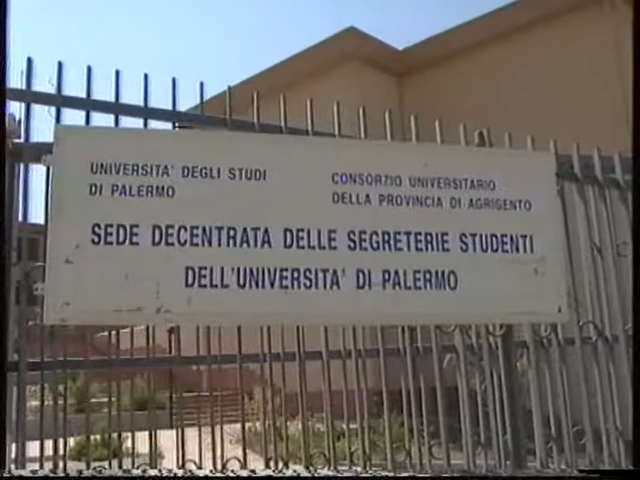 UNIVERSITA' DEGLI STUDI
DI PALERMO
CONSORZIO UNIVERSITARIO
DELLA PROVINCIA DI AGRIGENTO
SEDE DECENTRATA DELLE SEGRETERIE STUDENTI
DELL'UNIVERSITA' DI PALERMO